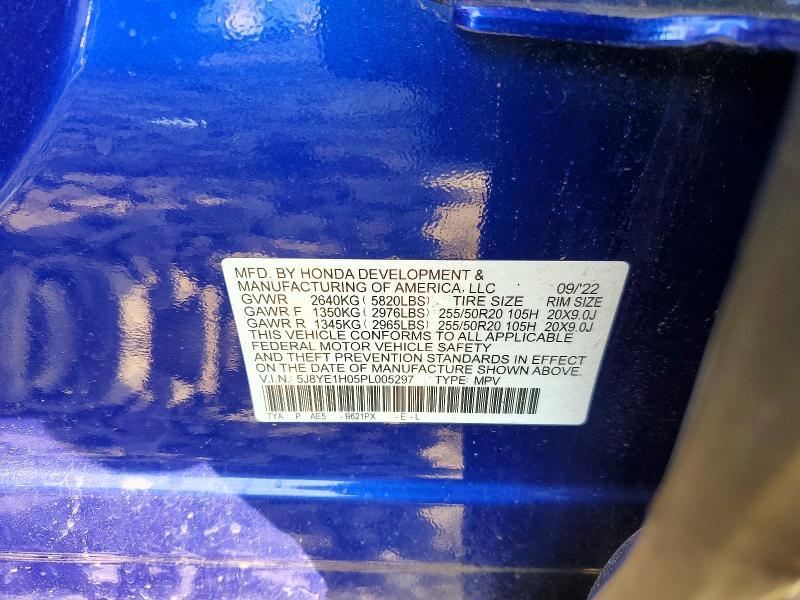 MFD. BY HONDA DEVELOPMENT &
MANUFACTURING OF AMERICA, LLC 09/'22
GVWR 2640KG ( 5820LBS) TIRE SIZE RIM SIZE
GAWR F 1350KG ( 2976LBS) 255/50R20 105H 20X9.0J
GAWR R 1345KG ( 2965LBS) 255/50R20 105H 20X9.0J
THIS VEHICLE CONFORMS TO ALL APPLICABLE
FEDERAL MOTOR VEHICLE SAFETY
AND THEFT PREVENTION STANDARDS IN EFFECT
ON THE DATE OF MANUFACTURE SHOWN ABOVE.
V.I.N.: 5J8YE1H05PL005297 TYPE: MPV
TYA P AE5 -B621PX -E -L